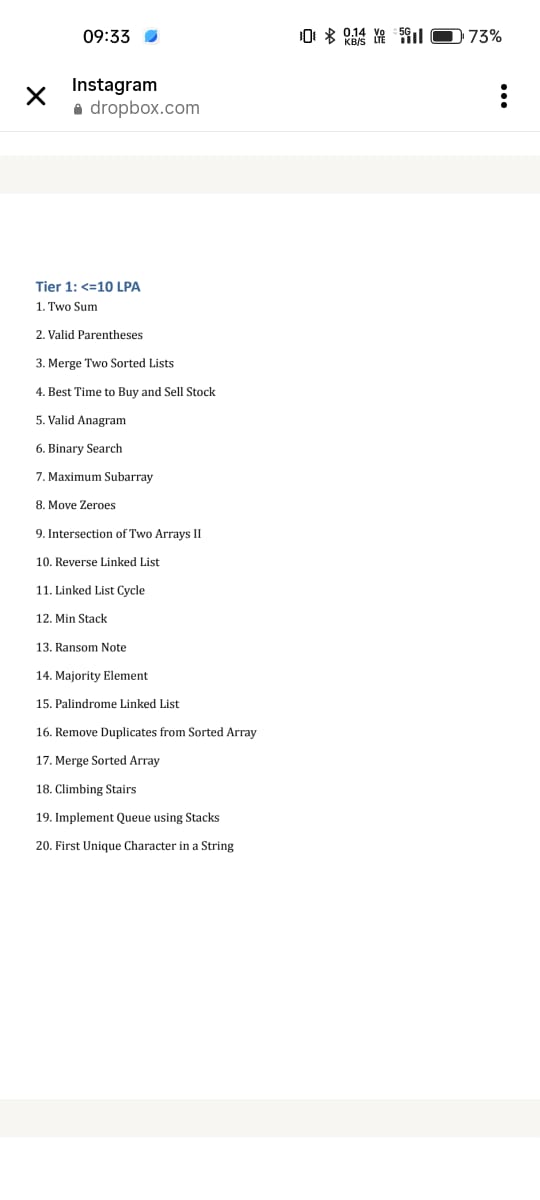 09:33
0.14 KB/S Vo LTE 5G 73%
Instagram
dropbox.com
Tier 1: <=10 LPA
1. Two Sum
2. Valid Parentheses
3. Merge Two Sorted Lists
4. Best Time to Buy and Sell Stock
5. Valid Anagram
6. Binary Search
7. Maximum Subarray
8. Move Zeroes
9. Intersection of Two Arrays II
10. Reverse Linked List
11. Linked List Cycle
12. Min Stack
13. Ransom Note
14. Majority Element
15. Palindrome Linked List
16. Remove Duplicates from Sorted Array
17. Merge Sorted Array
18. Climbing Stairs
19. Implement Queue using Stacks
20. First Unique Character in a String